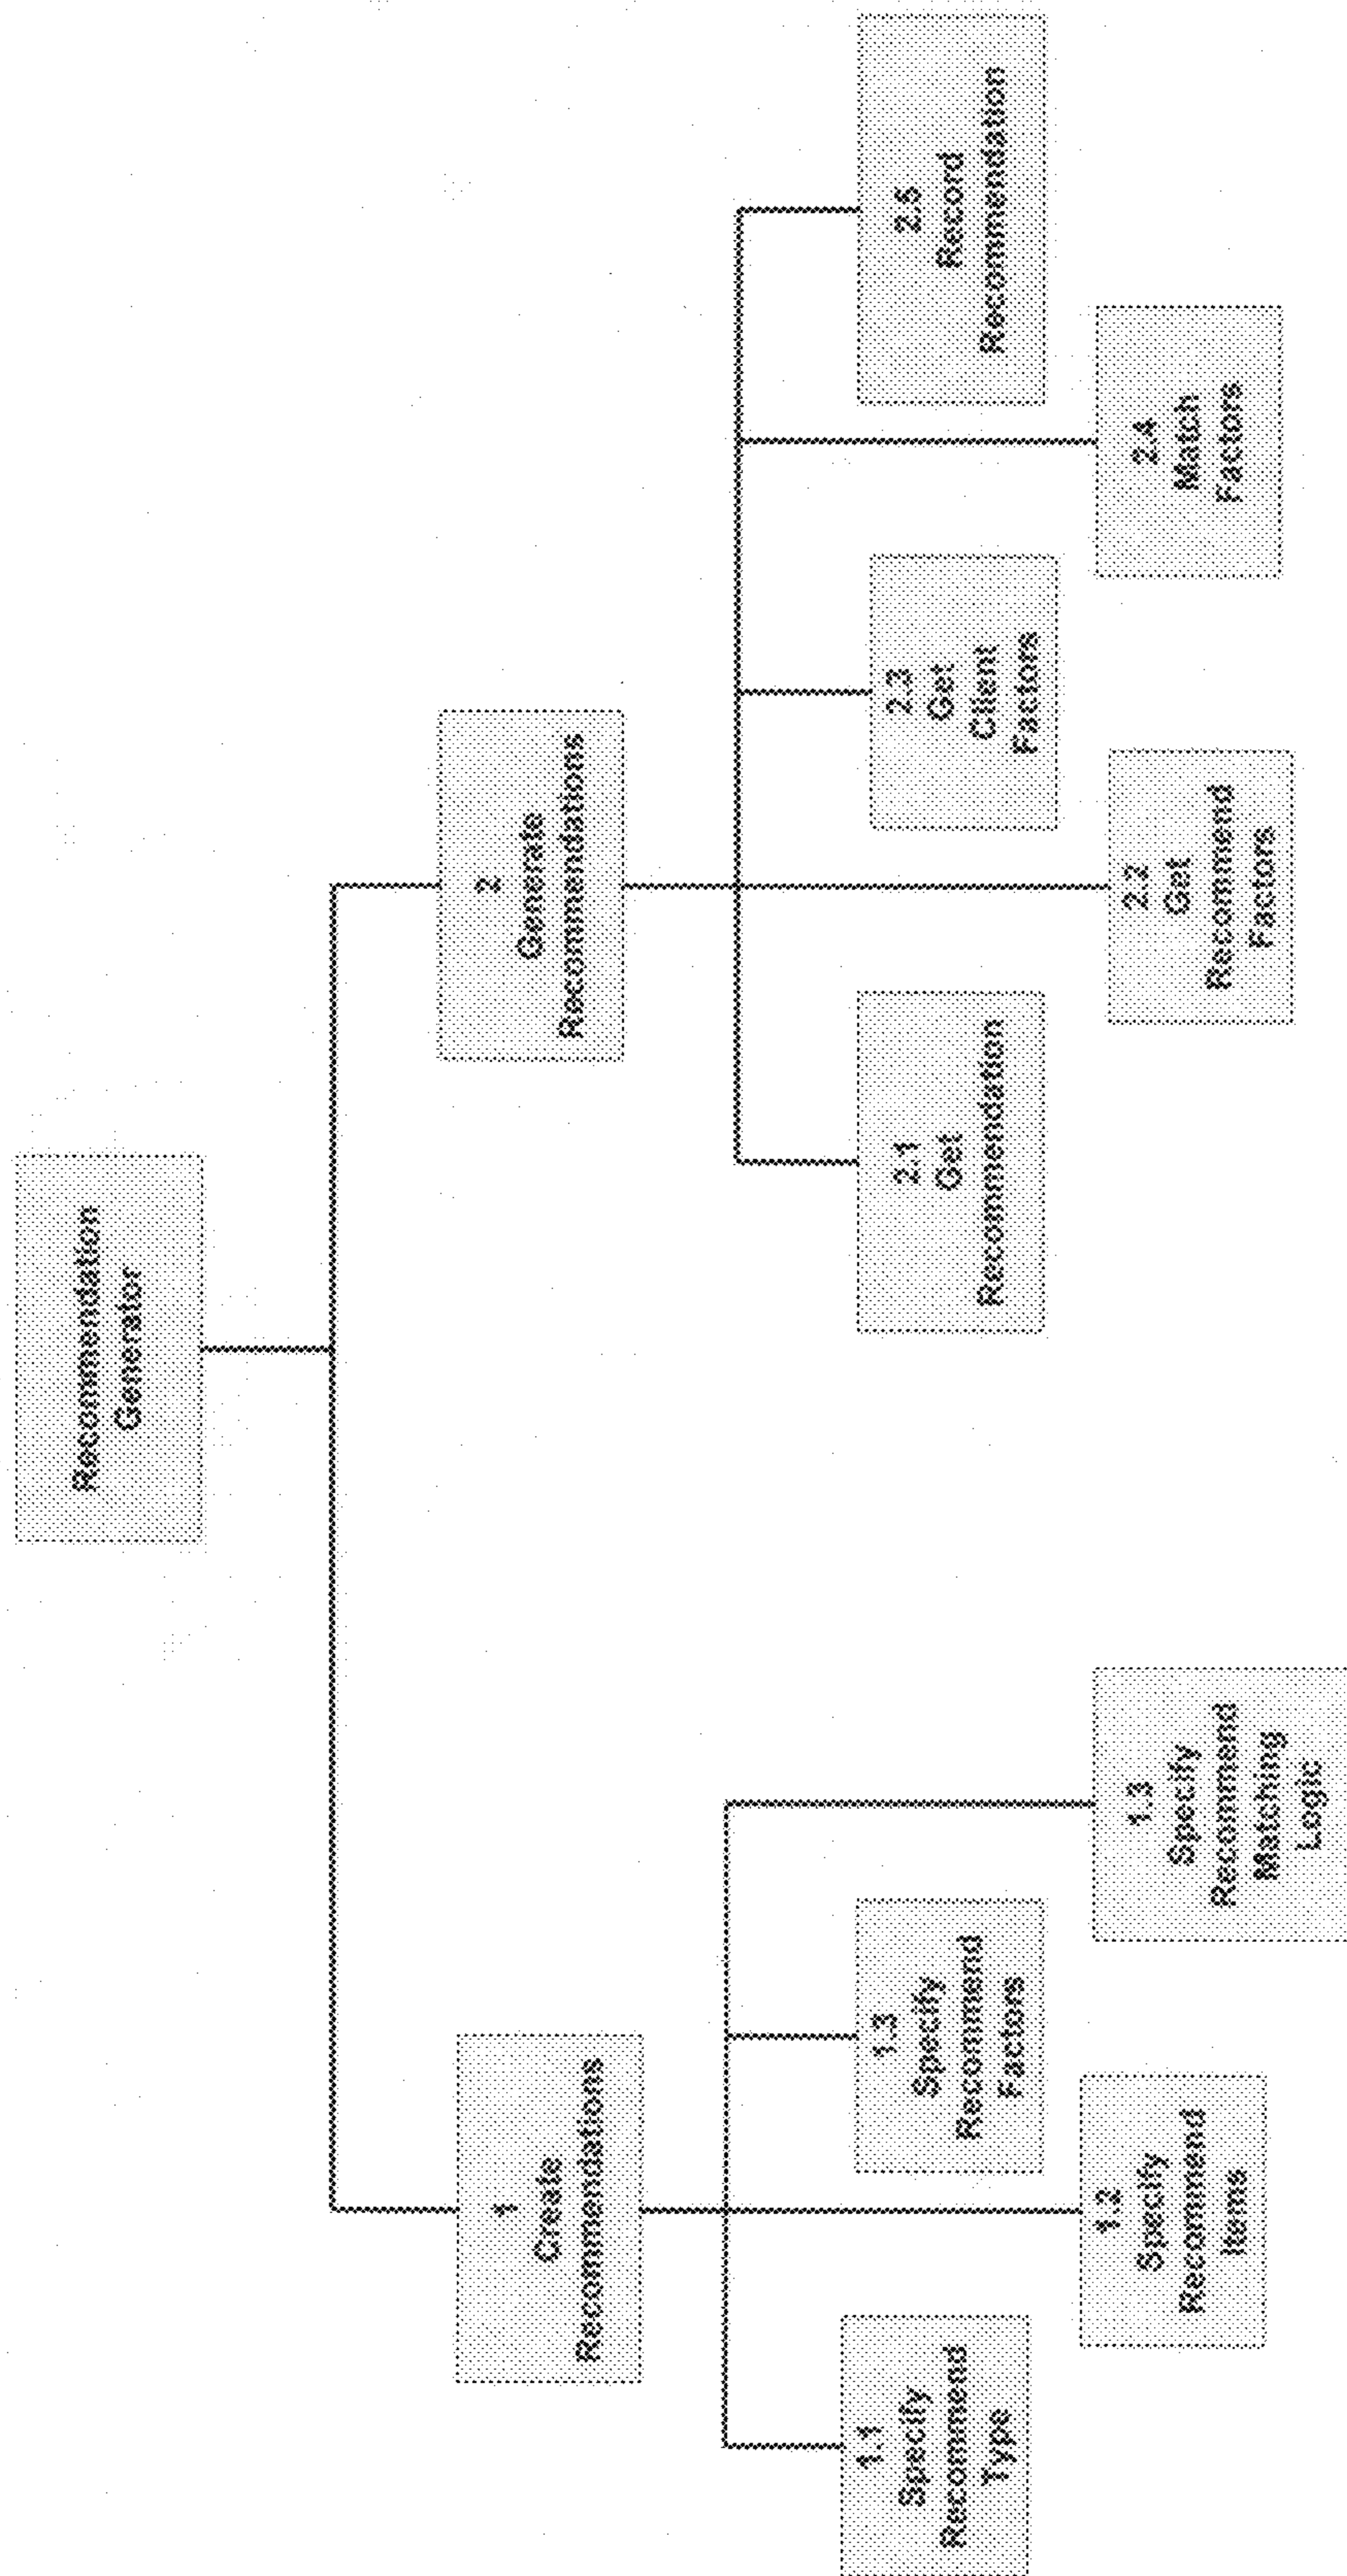 Recommendation
Generator
1
Create
Recommendations
2
Generate
Recommendations
1.1
Specify
Recommend
Type
1.2
Specify
Recommend
Items
1.3
Specify
Recommend
Factors
1.3
Specify
Recommend
Matching
Logic
2.1
Get
Recommendation
2.2
Get
Recommend
Factors
2.3
Get
Client
Factors
2.4
Match
Factors
2.5
Record
Recommendation